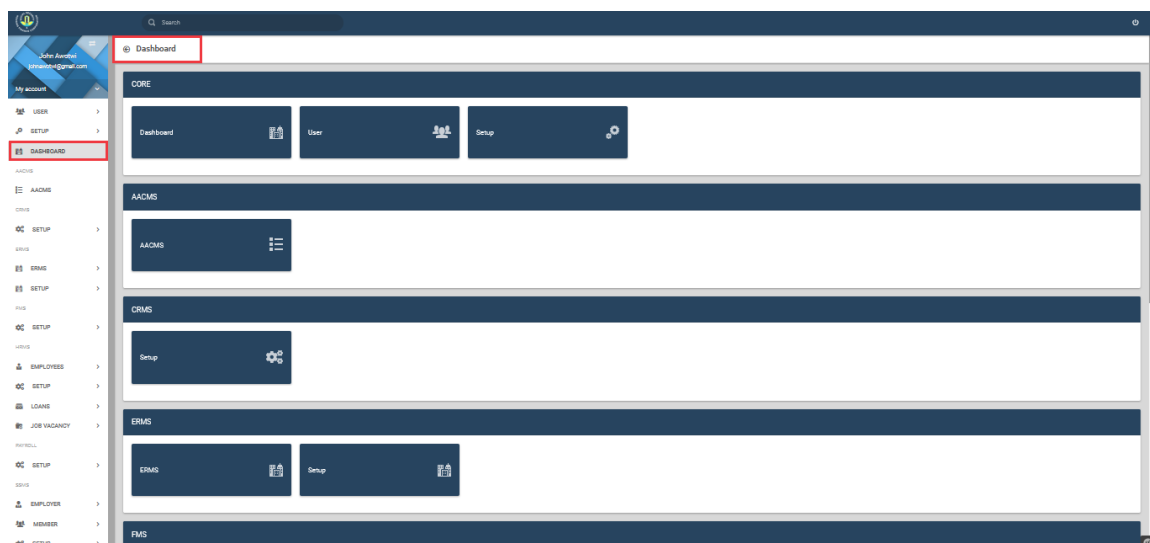 Search
John Awotwi
johnawotwi@gmail.com
My account
USER
SETUP
DASHBOARD
AACMS
AACMS
CRMS
SETUP
ERMS
ERMS
SETUP
FMS
SETUP
HRMS
EMPLOYEES
SETUP
LOANS
JOB VACANCY
PAYROLL
SETUP
SSMS
EMPLOYER
MEMBER
SETUP
Dashboard
CORE
Dashboard
User
Setup
AACMS
AACMS
CRMS
Setup
ERMS
ERMS
Setup
FMS